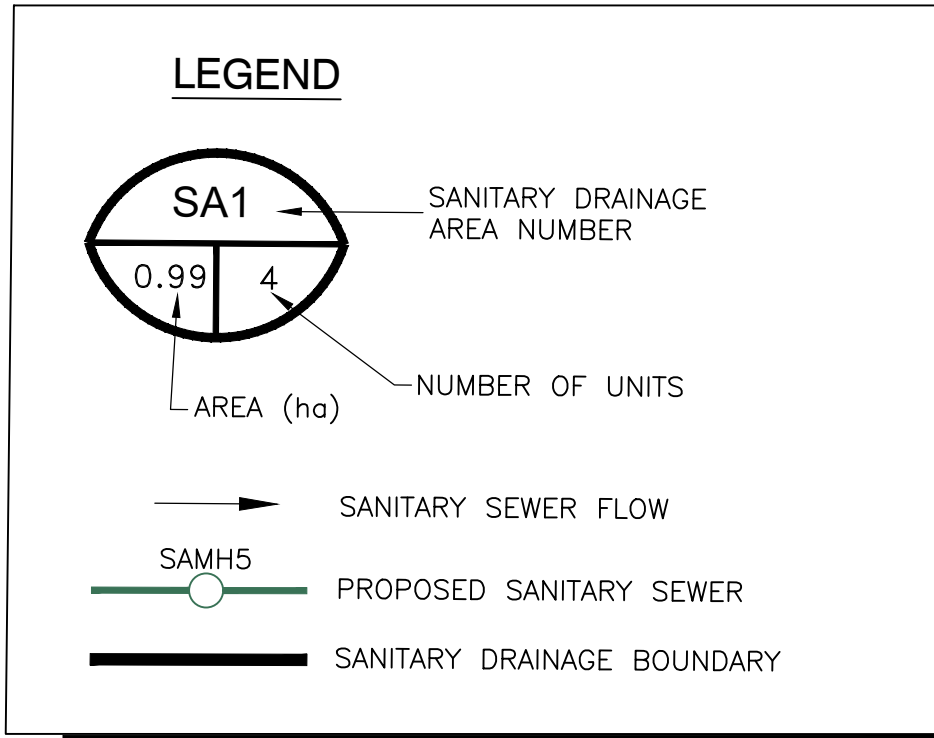 LEGEND
SA1
SANITARY DRAINAGE
AREA NUMBER
0.99
4
NUMBER OF UNITS
AREA (ha)
SANITARY SEWER FLOW
SAMH5
PROPOSED SANITARY SEWER
SANITARY DRAINAGE BOUNDARY